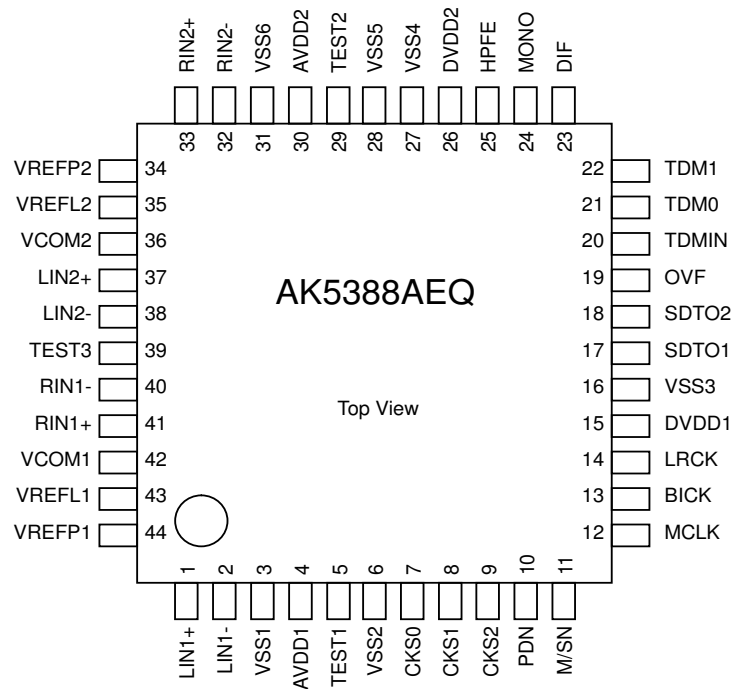 RIN2+ RIN2- VSS6 AVDD2 TEST2 VSS5 VSS4 DVDD2 HPFE MONO DIF
33 32 31 30 29 28 27 26 25 24 23
VREFP2 34 22 TDM1
VREFL2 35 21 TDM0
VCOM2 36 20 TDMIN
LIN2+ 37 19 OVF
AK5388AEQ
LIN2- 38 18 SDTO2
TEST3 39 17 SDTO1
RIN1- 40 16 VSS3
Top View
RIN1+ 41 15 DVDD1
VCOM1 42 14 LRCK
VREFL1 43 13 BICK
VREFP1 44 12 MCLK
1 2 3 4 5 6 7 8 9 10 11
LIN1+ LIN1- VSS1 AVDD1 TEST1 VSS2 CKS0 CKS1 CKS2 PDN M/SN